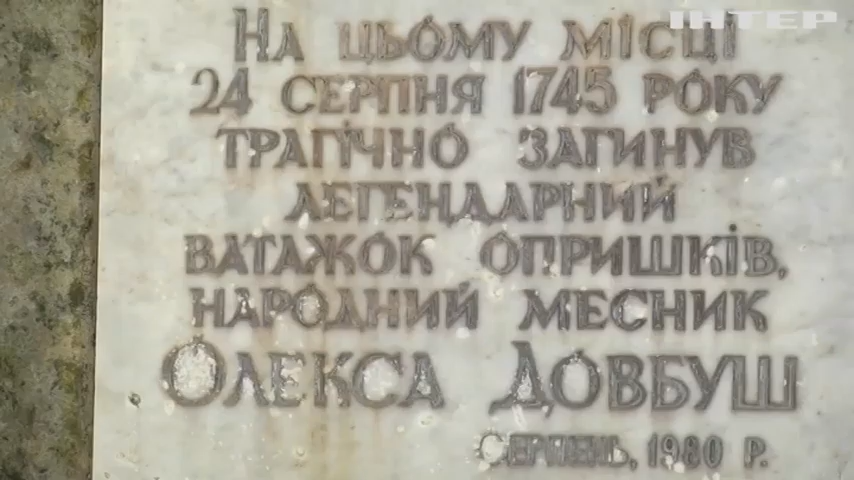 ІНТЕР
На цьому місці
24 серпня 1745 року
трагічно загинув
легендарний
ватажок опришків,
народний месник
Олекса Довбуш
Серпень, 1980 р.